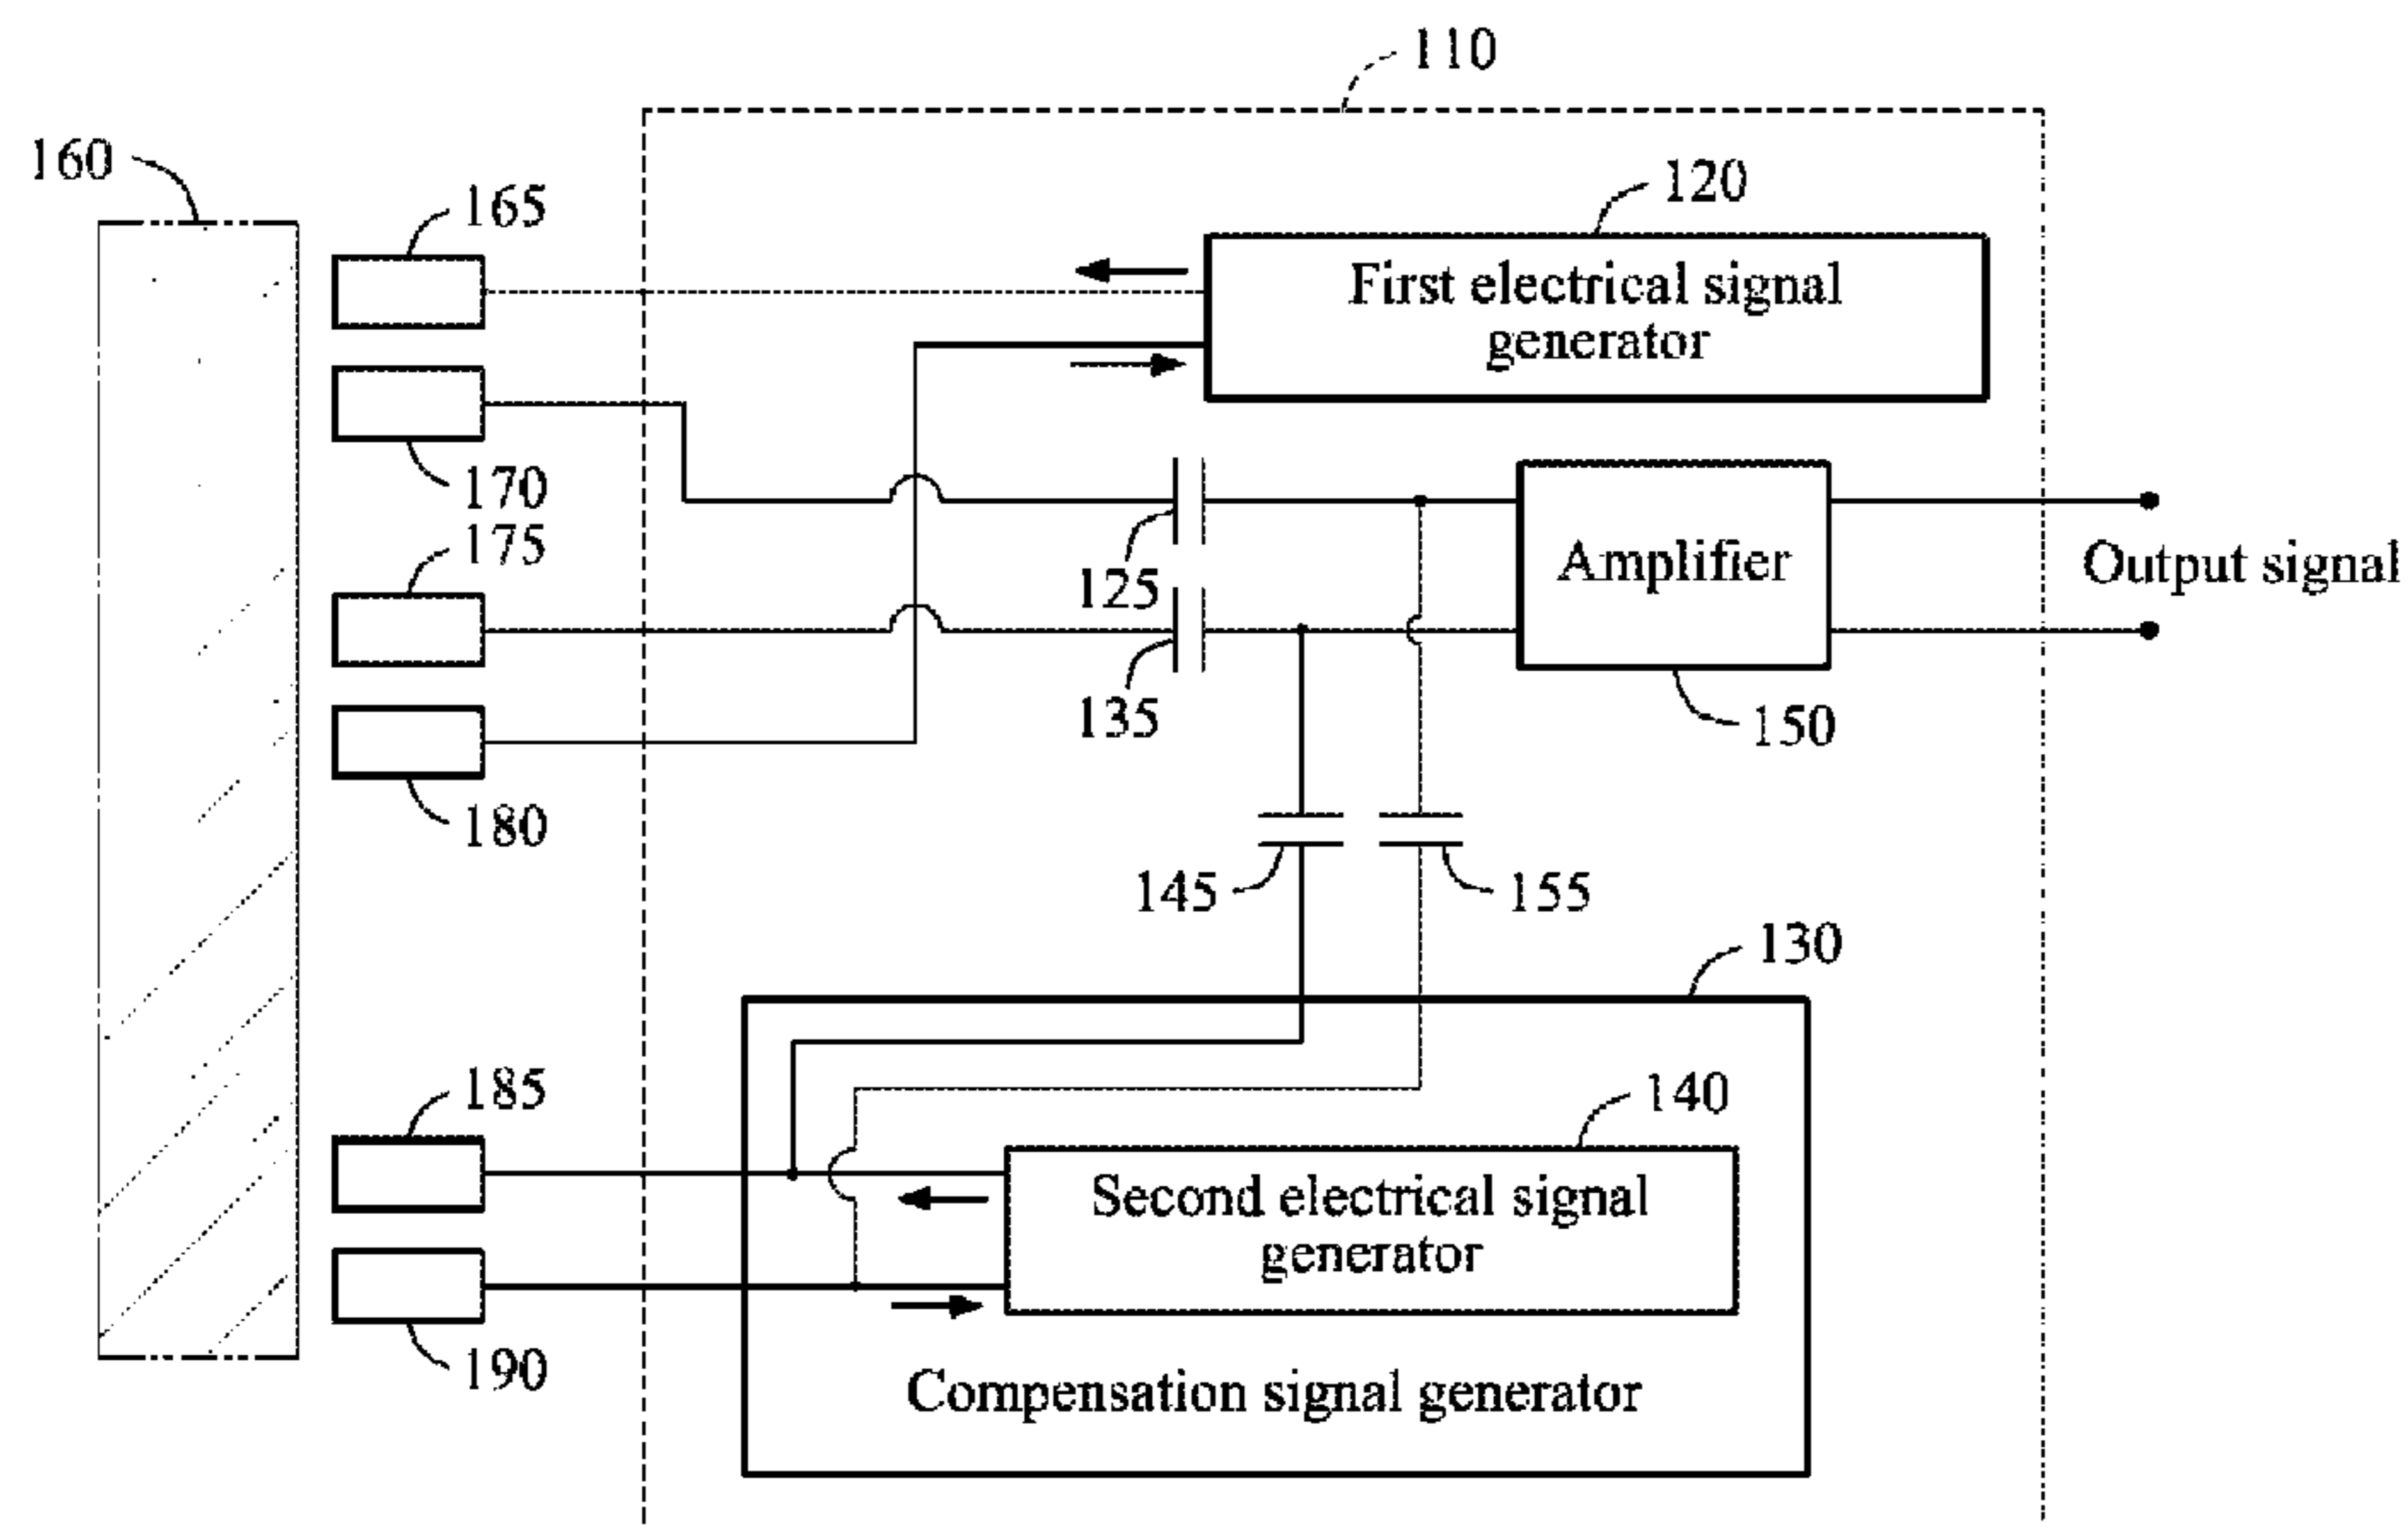 110
160
165
120
First electrical signal
generator
170
175
125
Amplifier
Output signal
135
150
180
145
155
130
185
140
Second electrical signal
generator
190
Compensation signal generator